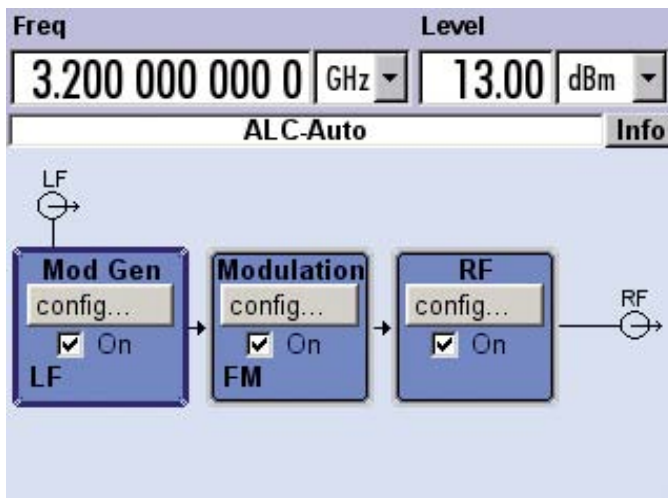 Freq Level
3.200 000 000 0 GHz 13.00 dBm
ALC-Auto Info
LF
Mod Gen Modulation RF
config... config... config... RF
On On On
LF FM